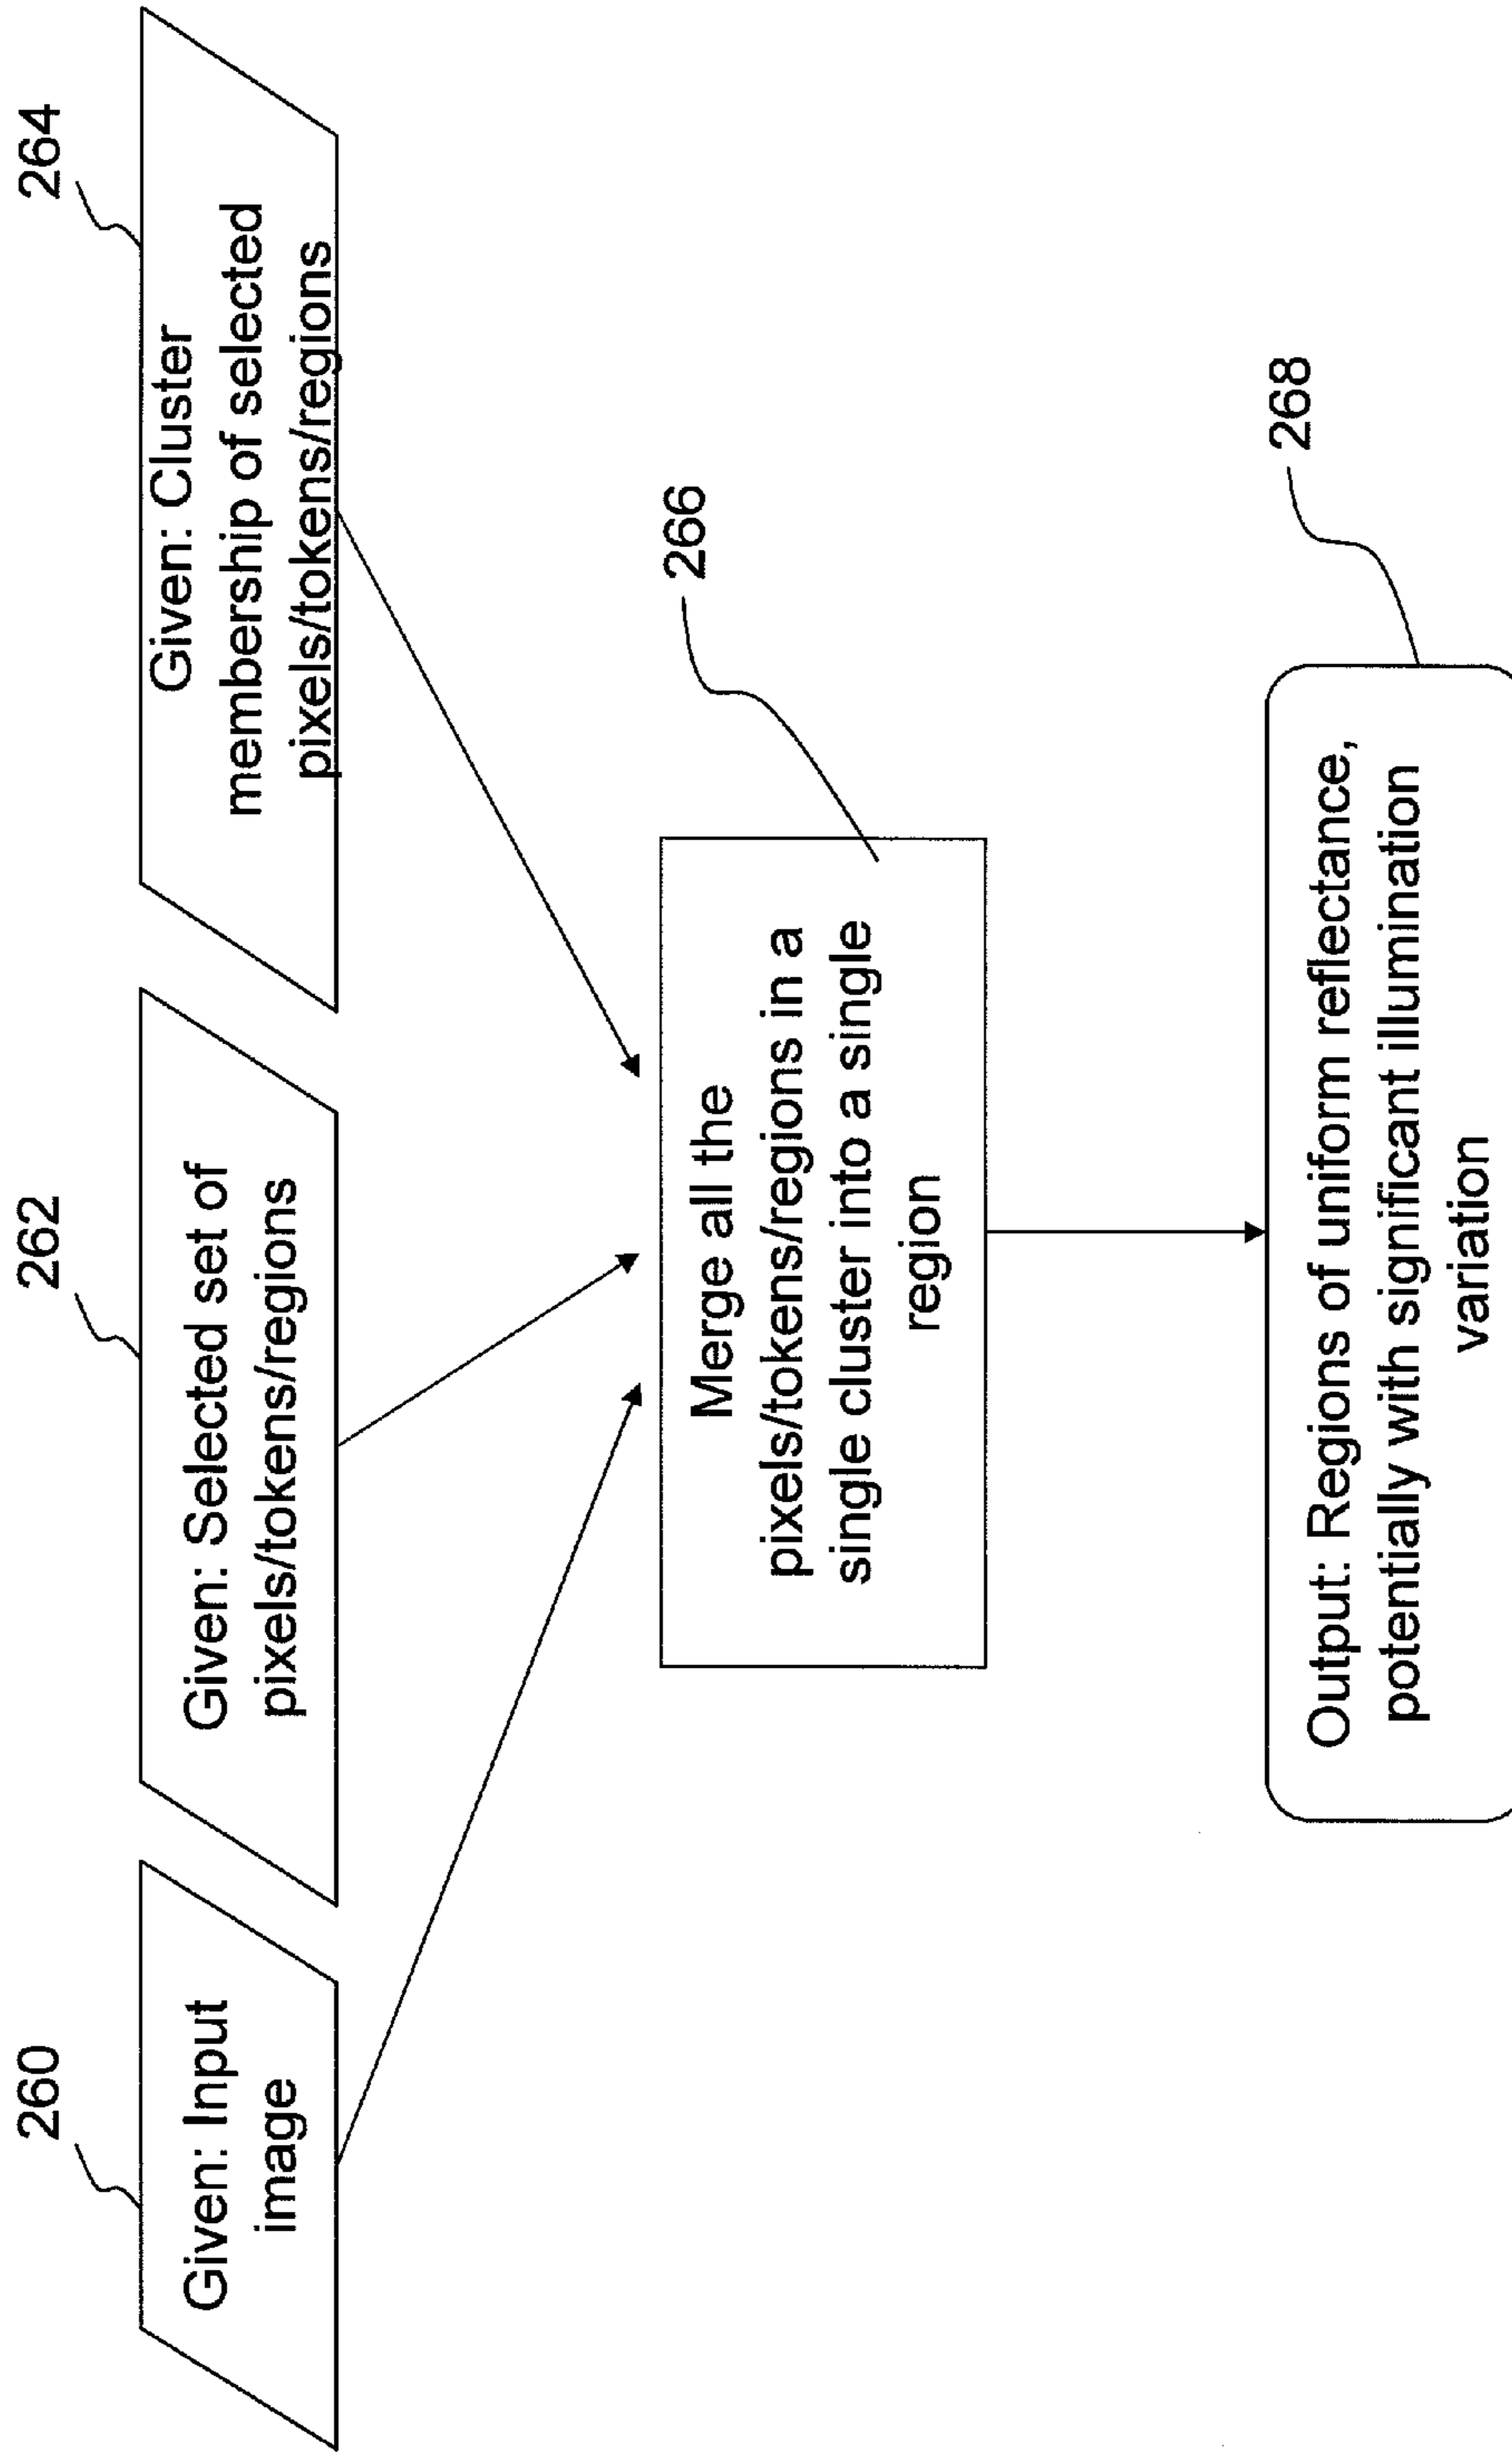 260
262
264
Given: Input
image
Given: Selected set of
pixels/tokens/regions
Given: Cluster
membership of selected
pixels/tokens/regions
266
Merge all the
pixels/tokens/regions in a
single cluster into a single
region
268
Output: Regions of uniform reflectance,
potentially with significant illumination
variation